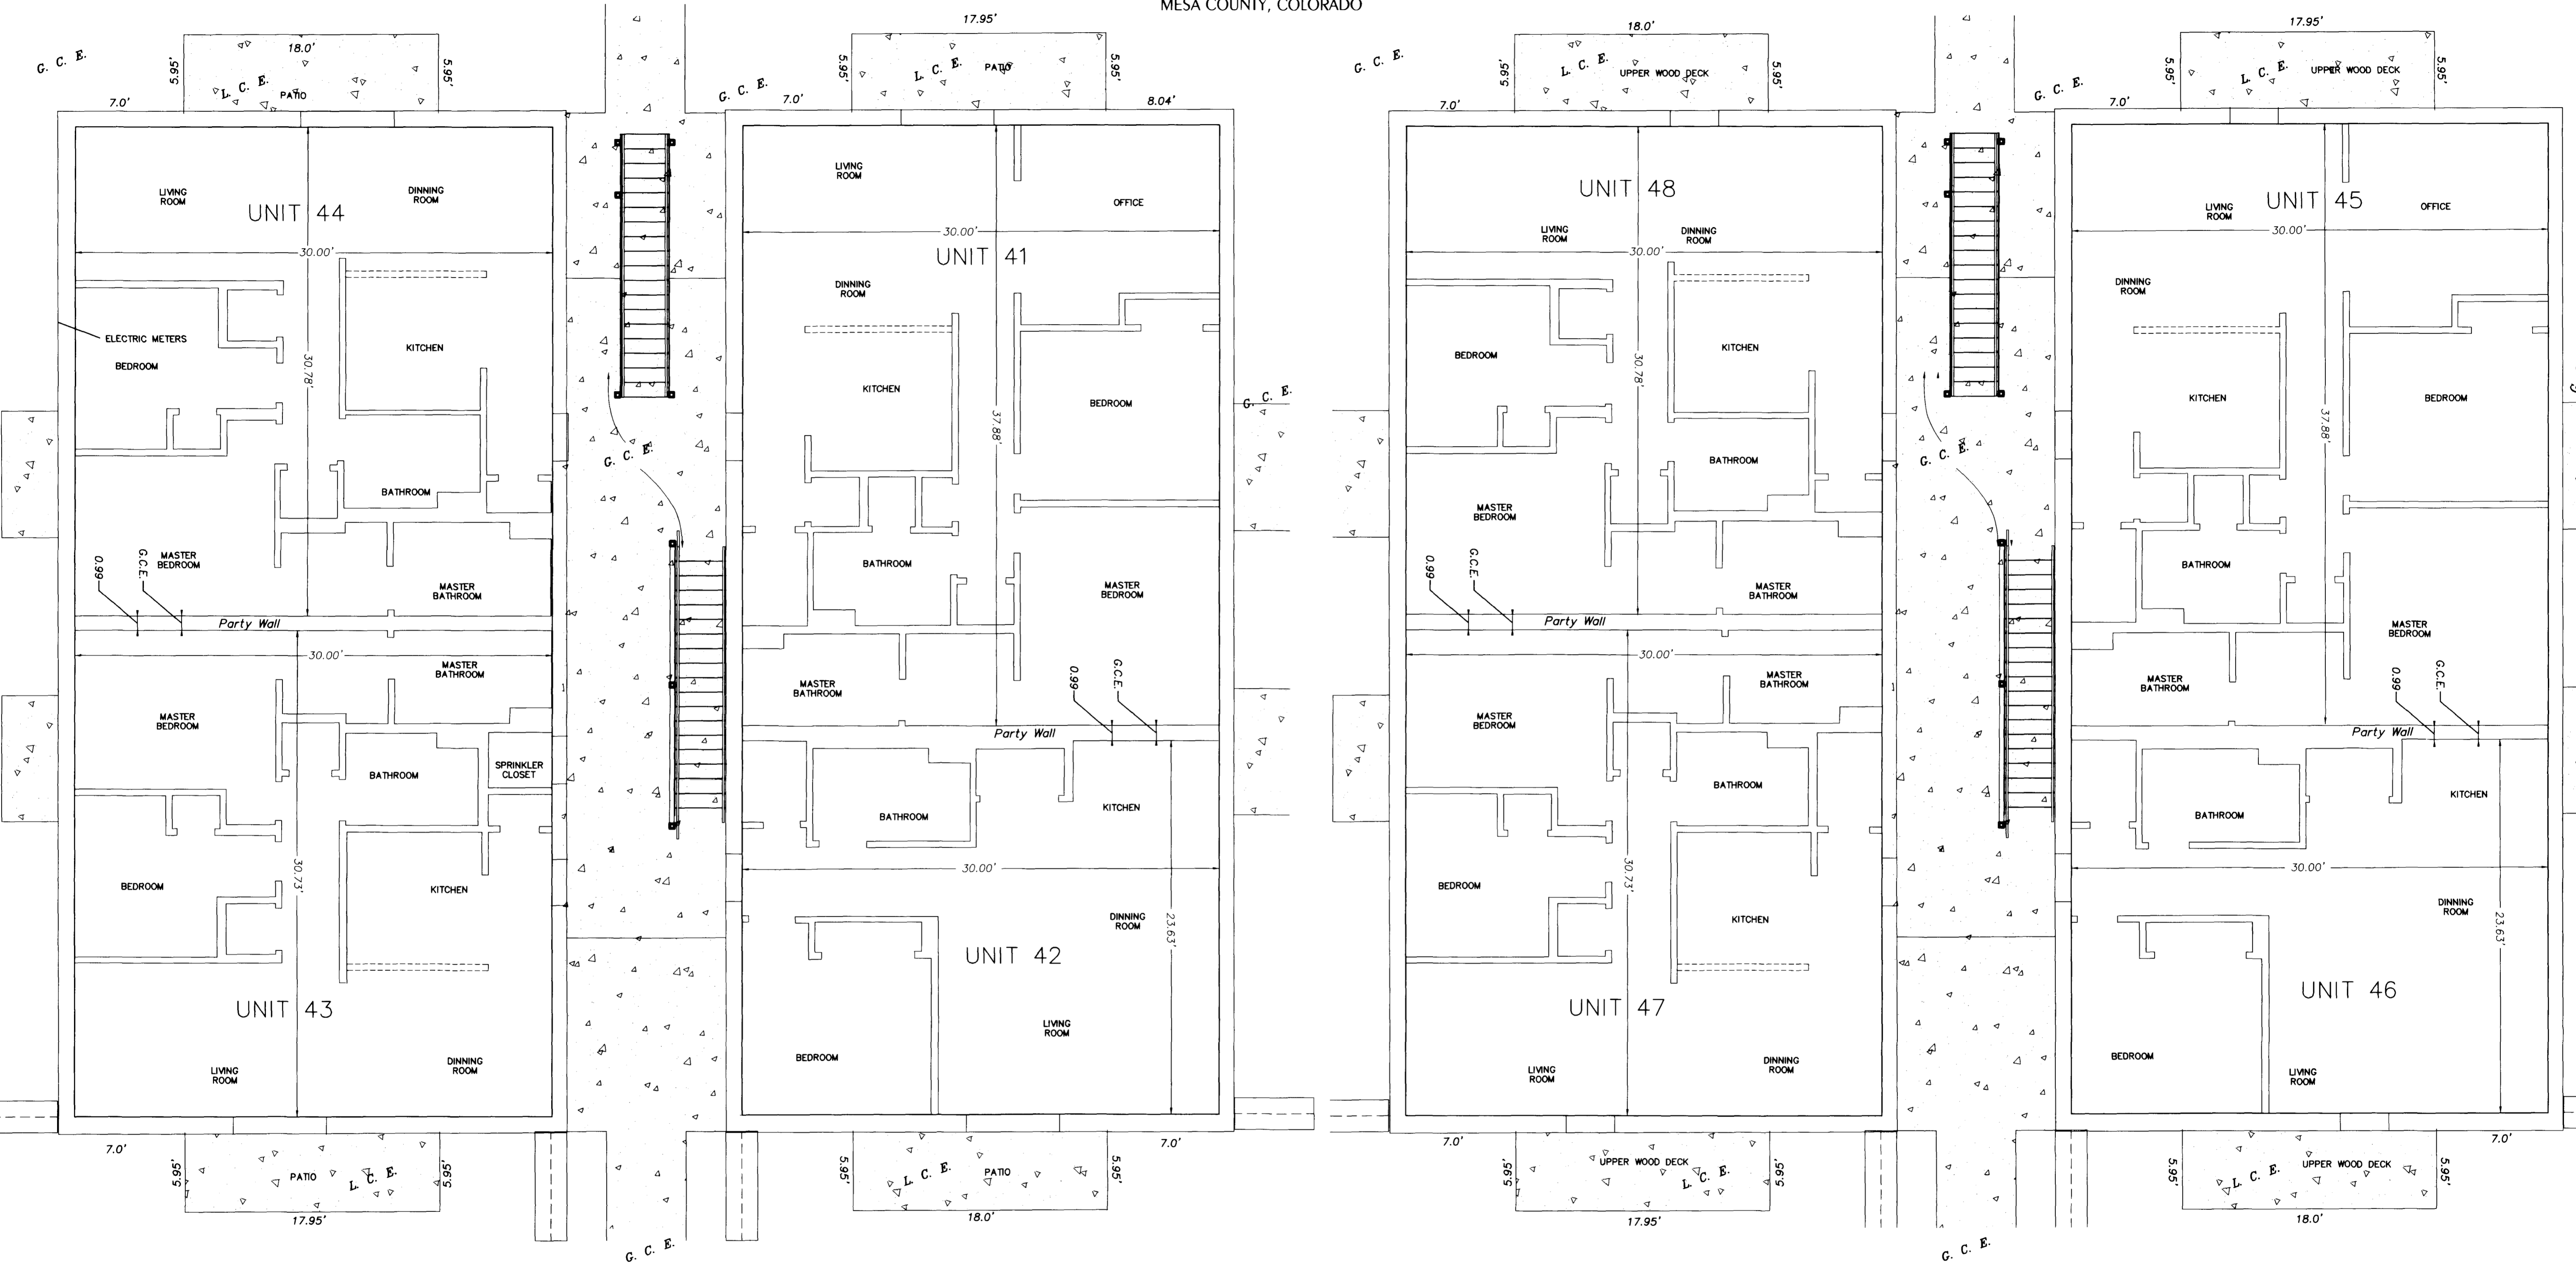 MESA COUNTY, COLORADO
G. C. E.
18.0'
5.95'
L. C. E.
PATIO
5.95'
7.0'
LIVING
ROOM
DINNING
ROOM
UNIT 44
30.00'
ELECTRIC METERS
BEDROOM
30.78'
KITCHEN
BATHROOM
0.99
G.C.E.
MASTER
BEDROOM
MASTER
BATHROOM
Party Wall
30.00'
MASTER
BATHROOM
MASTER
BEDROOM
BATHROOM
SPRINKLER
CLOSET
30.73'
BEDROOM
KITCHEN
UNIT 43
LIVING
ROOM
DINNING
ROOM
7.0'
5.95'
PATIO
L. C. E.
5.95'
17.95'
G. C. E.
G. C. E.
G. C. E.
17.95'
5.95'
L. C. E.
PATIO
5.95'
7.0'
8.04'
LIVING
ROOM
OFFICE
30.00'
UNIT 41
DINNING
ROOM
KITCHEN
37.88'
BEDROOM
G. C. E.
BATHROOM
MASTER
BEDROOM
MASTER
BATHROOM
0.99
G.C.E.
Party Wall
KITCHEN
BATHROOM
30.00'
DINNING
ROOM
23.63'
UNIT 42
LIVING
ROOM
BEDROOM
7.0'
5.95'
L. C. E.
PATIO
5.95'
18.0'
G. C. E.
18.0'
5.95'
L. C. E.
UPPER WOOD DECK
5.95'
7.0'
UNIT 48
LIVING
ROOM
DINNING
ROOM
30.00'
BEDROOM
30.78'
KITCHEN
BATHROOM
MASTER
BEDROOM
0.99
G.C.E.
MASTER
BATHROOM
Party Wall
30.00'
MASTER
BATHROOM
MASTER
BEDROOM
BATHROOM
30.73'
BEDROOM
KITCHEN
UNIT 47
LIVING
ROOM
DINNING
ROOM
7.0'
5.95'
UPPER WOOD DECK
L. C. E.
5.95'
17.95'
G. C. E.
G. C. E.
G. C. E.
17.95'
5.95'
L. C. E.
UPPER WOOD DECK
5.95'
7.0'
UNIT 45
LIVING
ROOM
OFFICE
30.00'
DINNING
ROOM
KITCHEN
37.88'
BEDROOM
BATHROOM
MASTER
BEDROOM
MASTER
BATHROOM
0.99
G.C.E.
Party Wall
KITCHEN
BATHROOM
30.00'
DINNING
ROOM
23.63'
UNIT 46
BEDROOM
LIVING
ROOM
7.0'
5.95'
L. C. E.
UPPER WOOD DECK
5.95'
18.0'